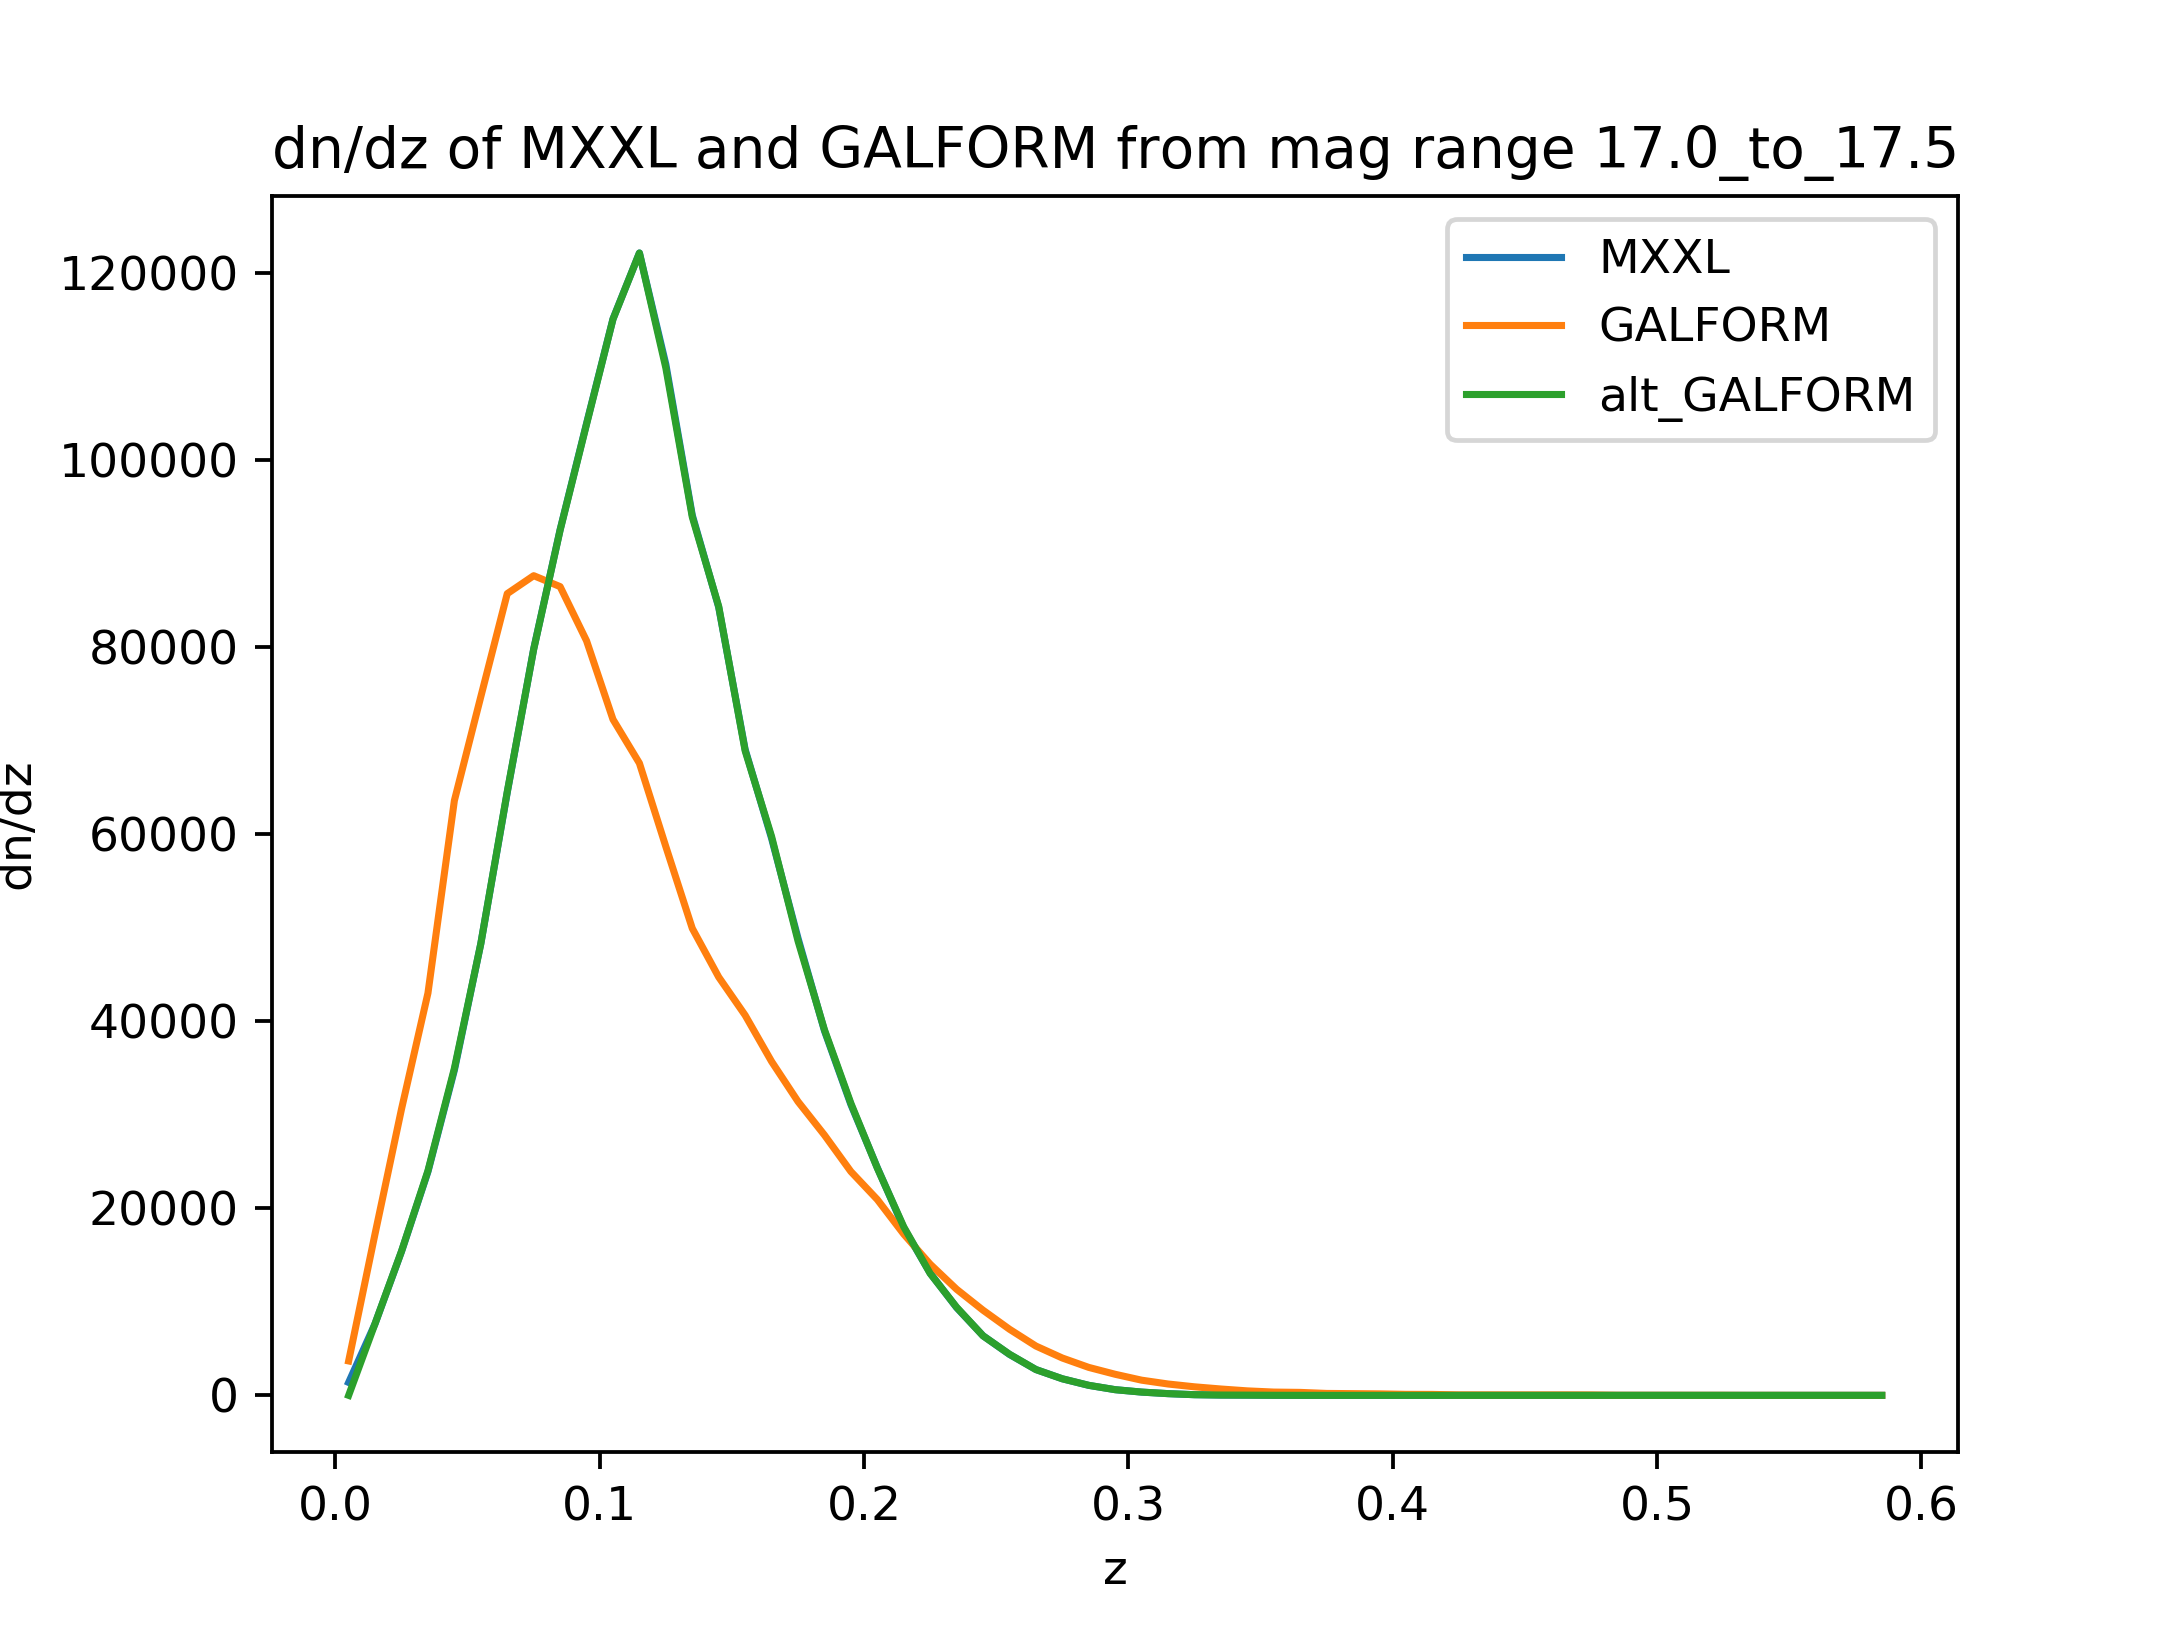 dn/dz of MXXL and GALFORM from mag range 17.0_to_17.5
MXXL
GALFORM
alt_GALFORM
120000
100000
80000
60000
40000
20000
0
dn/dz
0.0 0.1 0.2 0.3 0.4 0.5 0.6
z